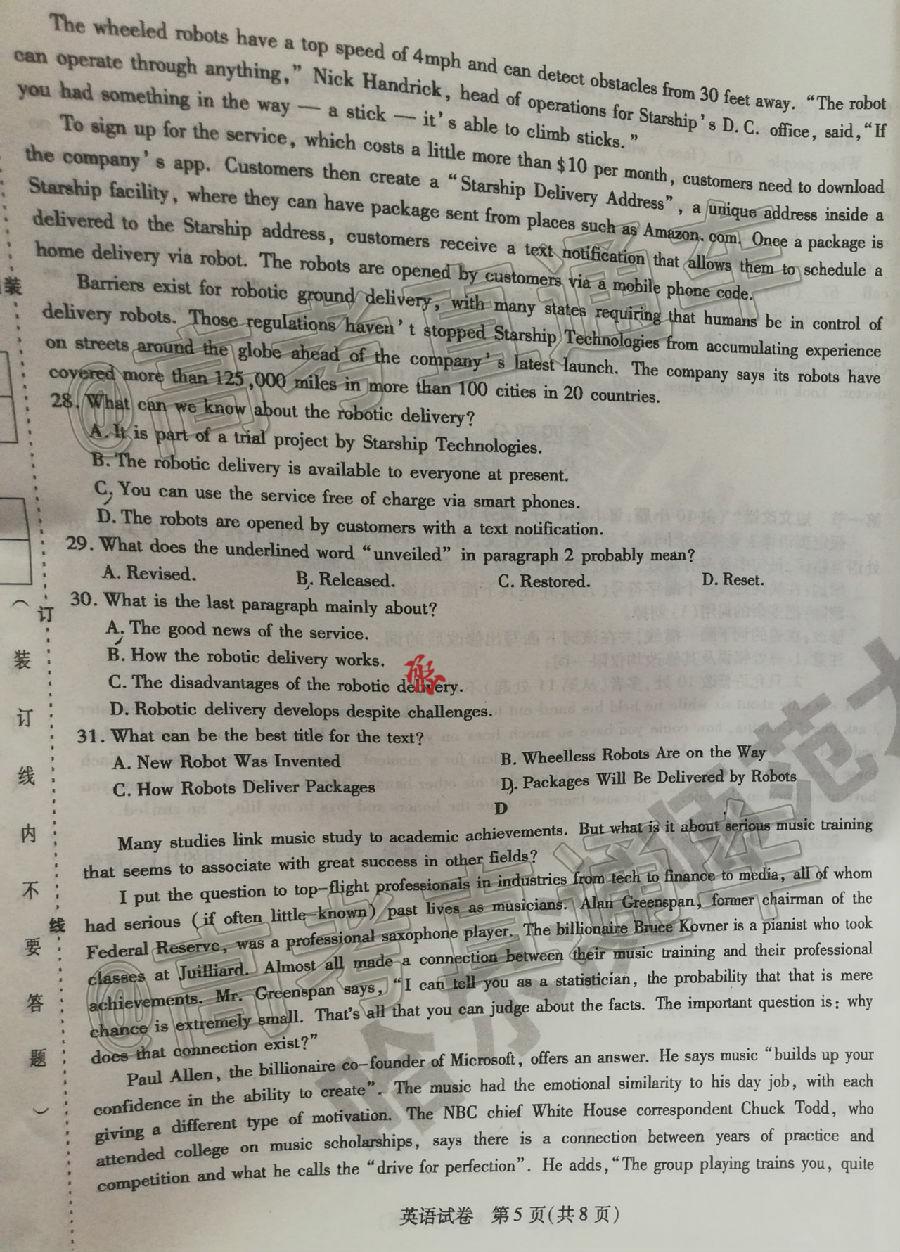 The wheeled robots have a top speed of 4mph and can detect obstacles from 30 feet away. “The robot
can operate through anything,” Nick Handrick, head of operations for Starship's D.C. office, said, “If
you had something in the way — a stick — it's able to climb sticks.”
To sign up for the service, which costs a little more than $10 per month, customers need to download
the company's app. Customers then create a “Starship Delivery Address”, a unique address inside a
Starship facility, where they can have package sent from places such as Amazon.com. Once a package is
delivered to the Starship address, customers receive a text notification that allows them to schedule a
home delivery via robot. The robots are opened by customers via a mobile phone code.
Barriers exist for robotic ground delivery, with many states requiring that humans be in control of
delivery robots. Those regulations haven't stopped Starship Technologies from accumulating experience
on streets around the globe ahead of the company's latest launch. The company says its robots have
covered more than 125,000 miles in more than 100 cities in 20 countries.
28. What can we know about the robotic delivery?
A. It is part of a trial project by Starship Technologies.
B. The robotic delivery is available to everyone at present.
C. You can use the service free of charge via smart phones.
D. The robots are opened by customers with a text notification.
29. What does the underlined word “unveiled” in paragraph 2 probably mean?
A. Revised. B. Released. C. Restored. D. Reset.
30. What is the last paragraph mainly about?
A. The good news of the service.
B. How the robotic delivery works.
C. The disadvantages of the robotic delivery.
D. Robotic delivery develops despite challenges.
31. What can be the best title for the text?
A. New Robot Was Invented B. Wheelless Robots Are on the Way
C. How Robots Deliver Packages D. Packages Will Be Delivered by Robots
D
Many studies link music study to academic achievements. But what is it about serious music training
that seems to associate with great success in other fields?
I put the question to top-flight professionals in industries from tech to finance to media, all of whom
had serious (if often little-known) past lives as musicians. Alan Greenspan, former chairman of the
Federal Reserve, was a professional saxophone player. The billionaire Bruce Kovner is a pianist who took
classes at Juilliard. Almost all made a connection between their music training and their professional
achievements. Mr. Greenspan says, “I can tell you as a statistician, the probability that that is mere
chance is extremely small. That's all that you can judge about the facts. The important question is: why
does that connection exist?”
Paul Allen, the billionaire co-founder of Microsoft, offers an answer. He says music “builds up your
confidence in the ability to create”. The music had the emotional similarity to his day job, with each
giving a different type of motivation. The NBC chief White House correspondent Chuck Todd, who
attended college on music scholarships, says there is a connection between years of practice and
competition and what he calls the “drive for perfection”. He adds, “The group playing trains you, quite
英语试卷 第5页(共8页)
装
订
线
(装订线内不要答题)
@高考直通车
@高考直通车